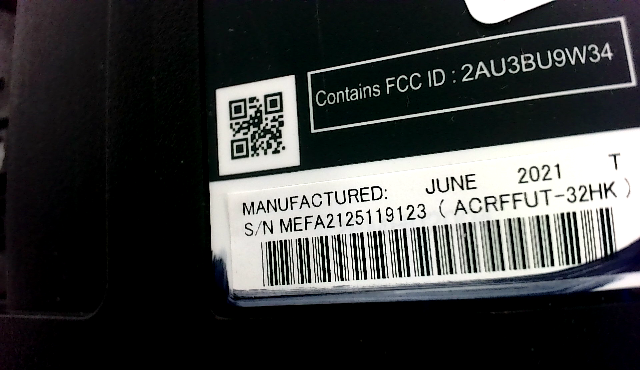 Contains FCC ID : 2AU3BU9W34
MANUFACTURED: JUNE 2021 T
S/N MEFA2125119123 ( ACRFFUT-32HK )